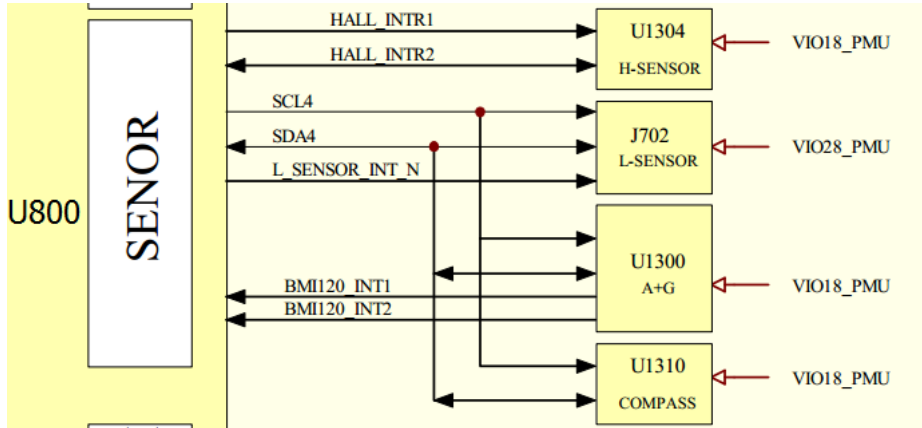 HALL_INTR1
U1304
VIO18_PMU
HALL_INTR2
H-SENSOR
SCL4
SDA4
J702
VIO28_PMU
L-SENSOR
L_SENSOR_INT_N
U800
SENOR
U1300
A+G
VIO18_PMU
BMI120_INT1
BMI120_INT2
U1310
VIO18_PMU
COMPASS